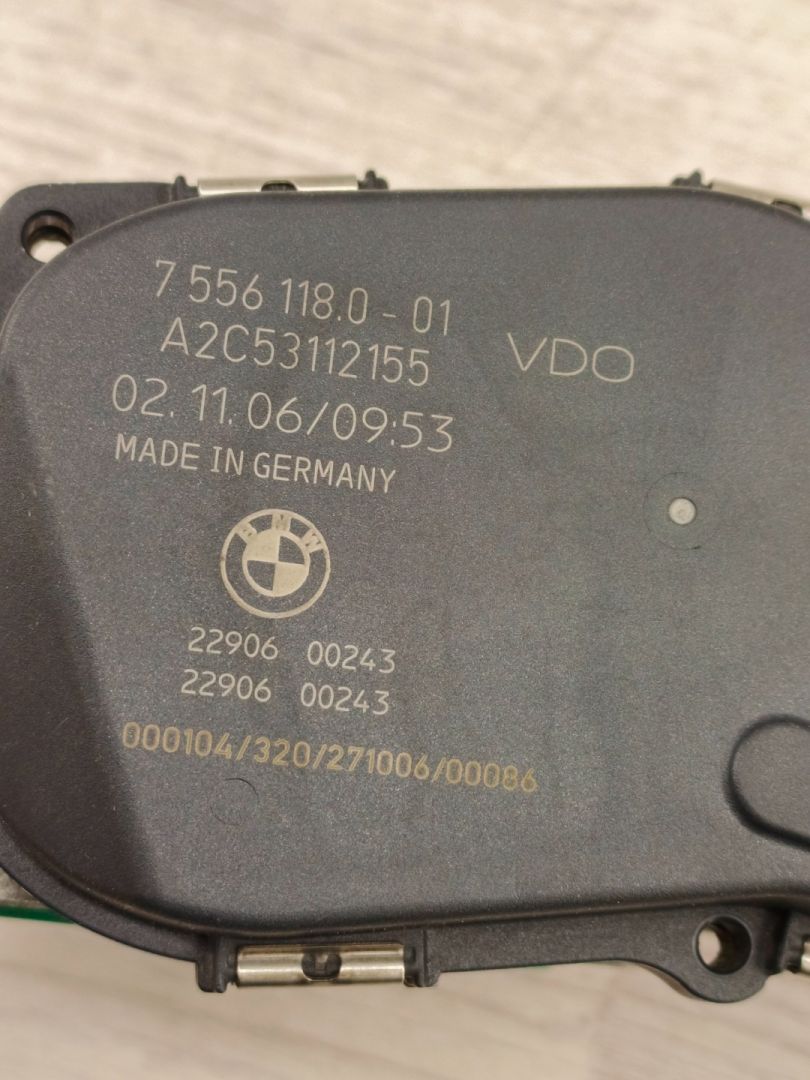 7 556 118.0 - 01
A2C53112155
VDO
02.11.06/09:53
MADE IN GERMANY
BMW
22906 00243
22906 00243
000104/320/271006/00086